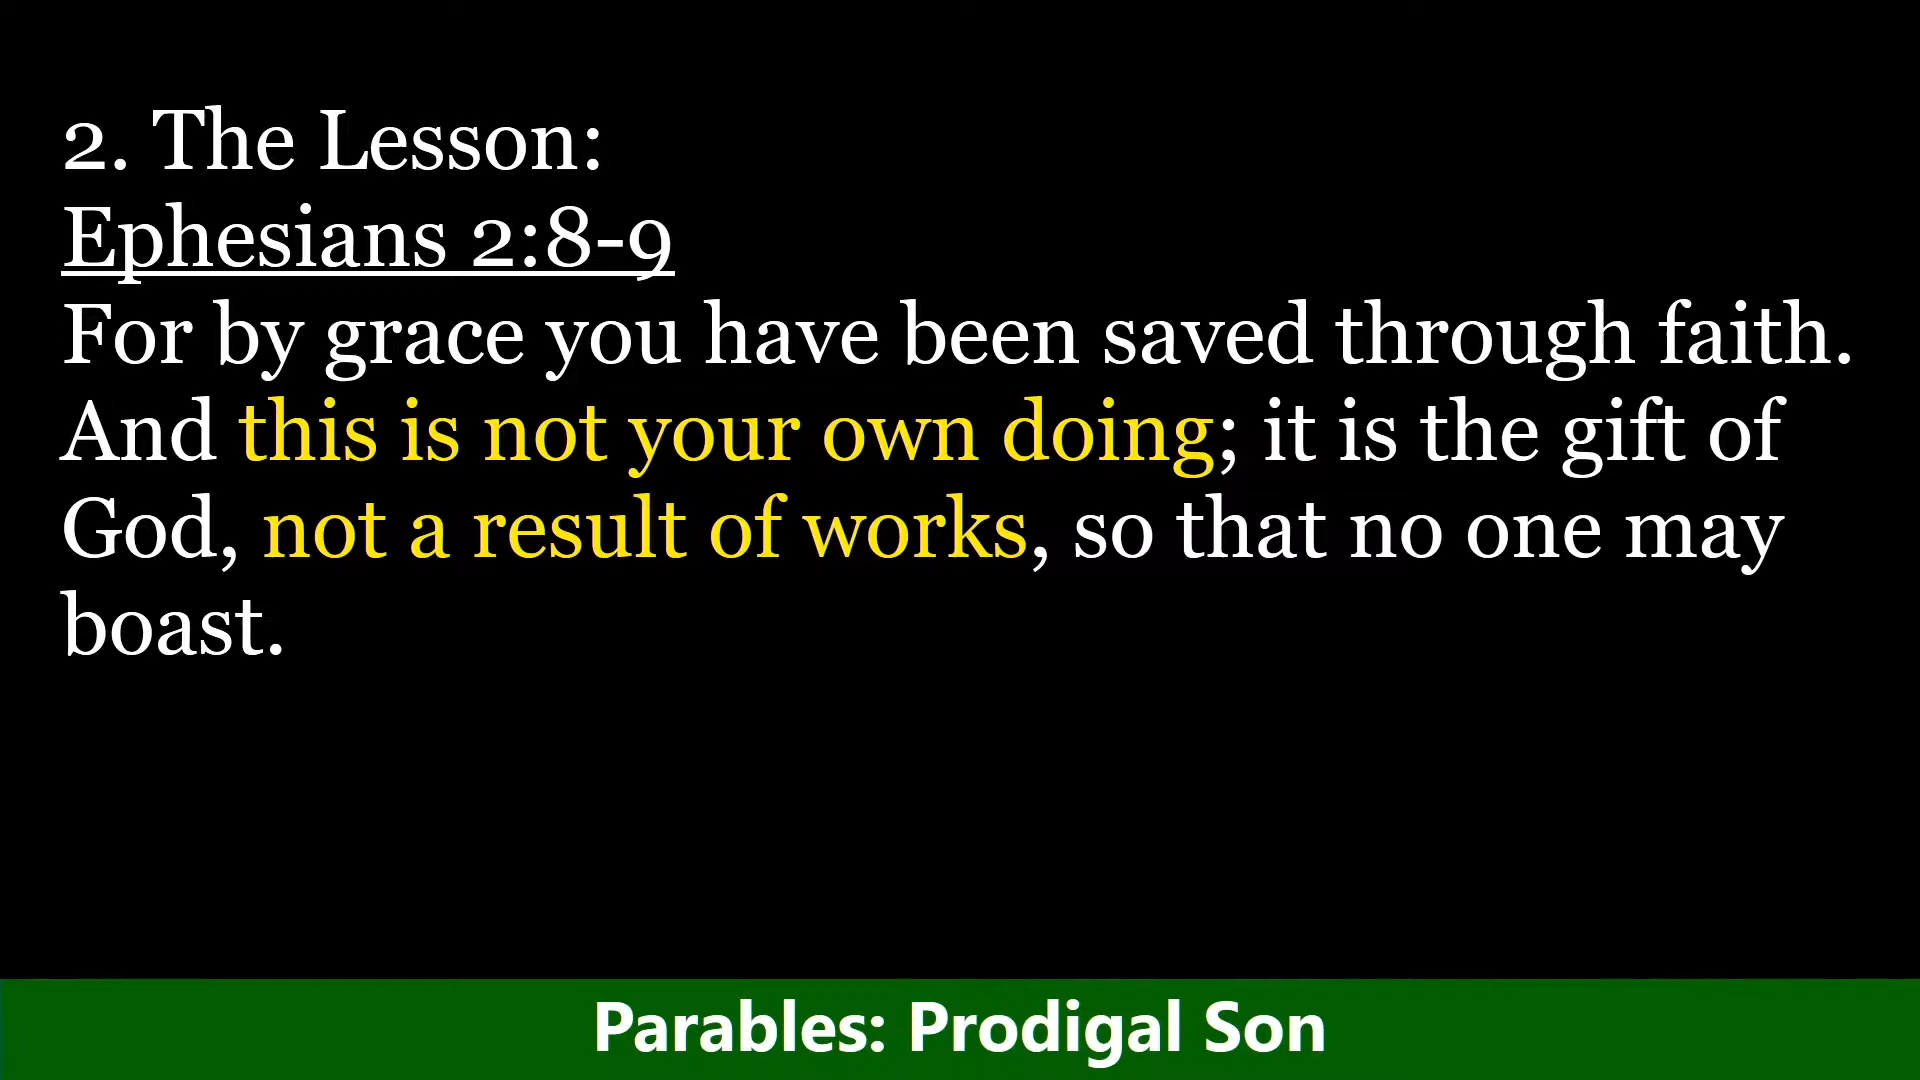 2. The Lesson:
Ephesians 2:8-9
For by grace you have been saved through faith.
And this is not your own doing; it is the gift of
God, not a result of works, so that no one may
boast.
Parables: Prodigal Son